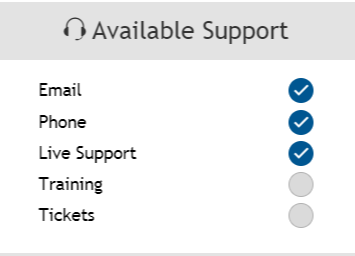 Available Support
Email
Phone
Live Support
Training
Tickets